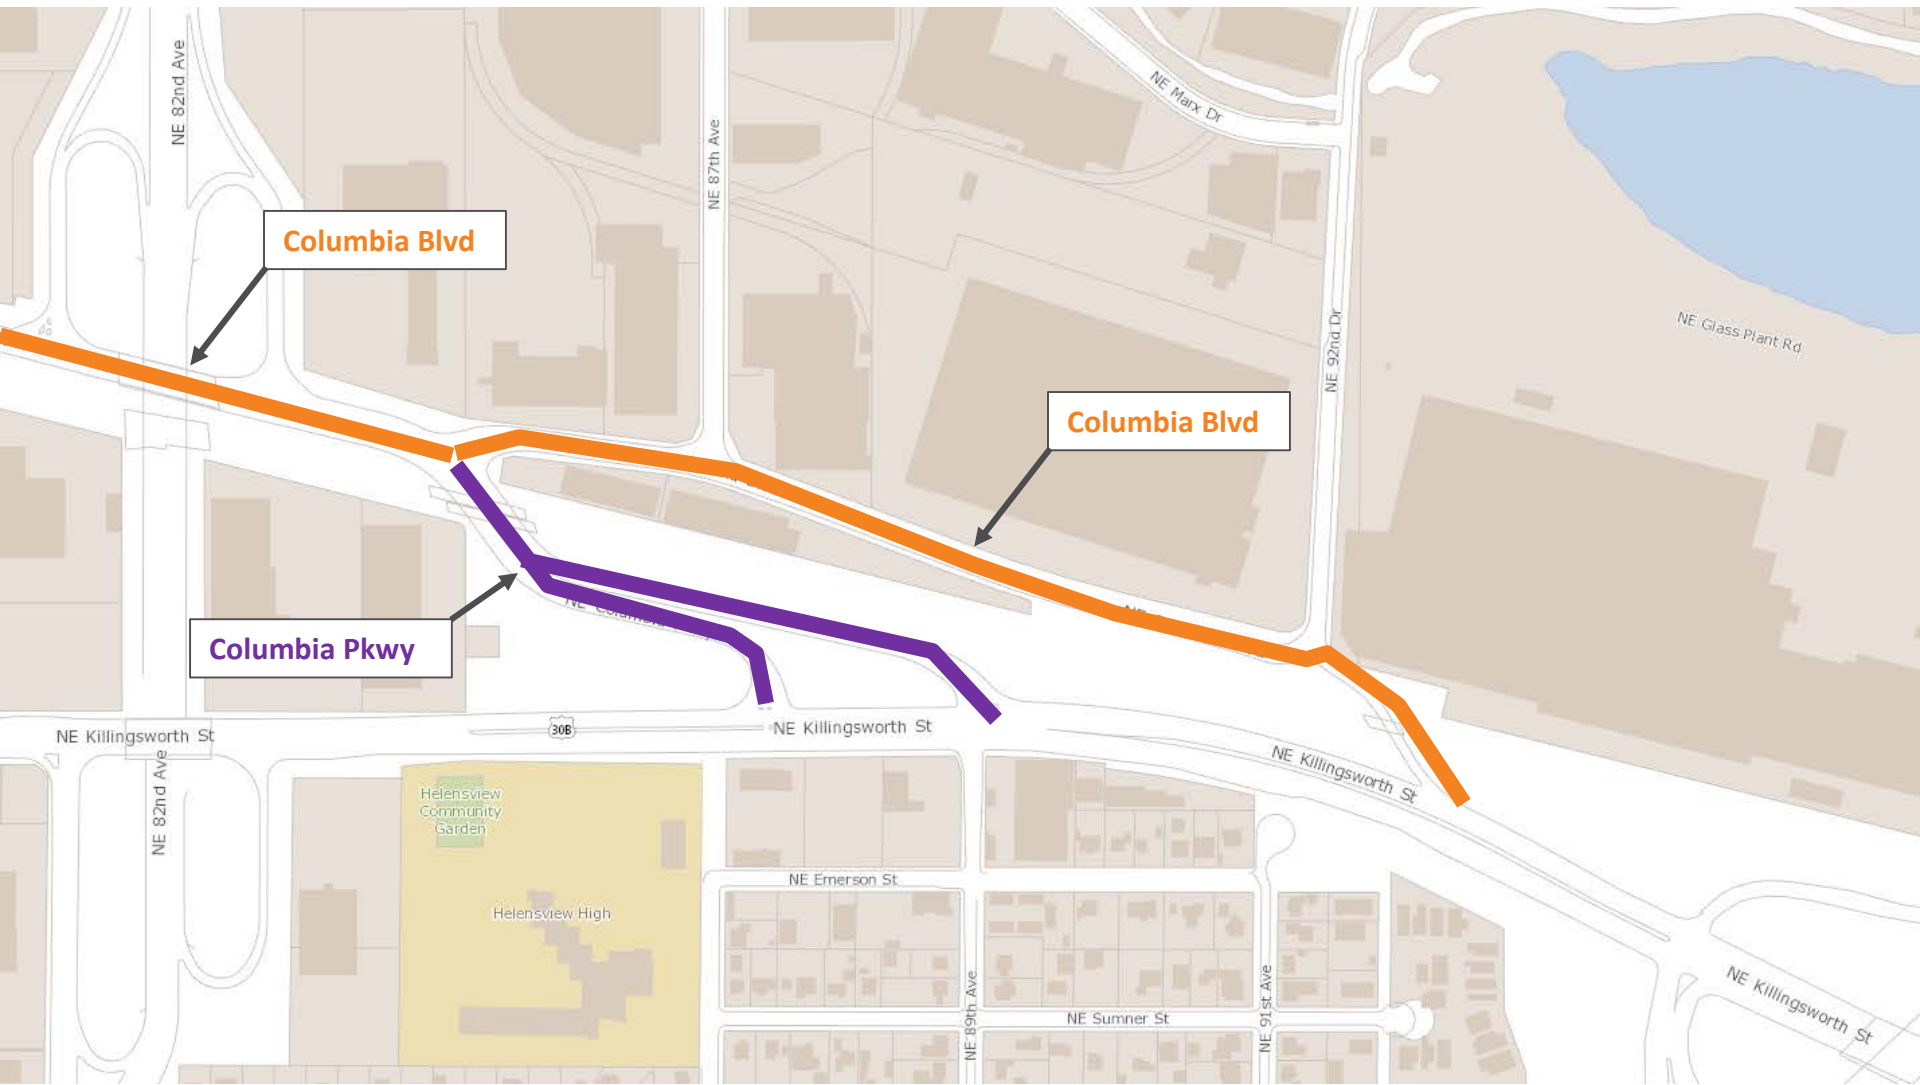 NE 82nd Ave
NE Marx Dr
NE 87th Ave
Columbia Blvd
NE Glass Plant Rd
NE 92nd Dr
Columbia Blvd
Columbia Pkwy
NE Killingsworth St
30B
NE Killingsworth St
NE Killingsworth St
NE 82nd Ave
Helensview
Community
Garden
NE Emerson St
Helensview High
NE 89th Ave
NE 91st Ave
NE Sumner St
NE Killingsworth St